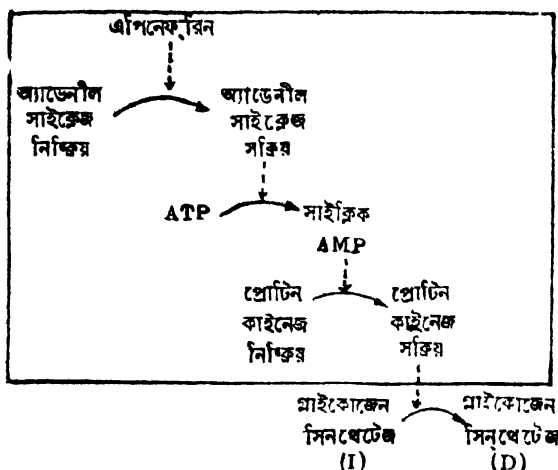 এপিনেফ্রিন
অ্যাডেনীল অ্যাডেনীল
সাইক্লেজ সাইক্লেজ
নিষ্ক্রিয় সক্রিয়
ATP সাইক্লিক
AMP
প্রোটিন প্রোটিন
কাইনেজ কাইনেজ
নিষ্ক্রিয় সক্রিয়
গ্লাইকোজেন গ্লাইকোজেন
সিনথেটেজ সিনথেটেজ
(I) (D)